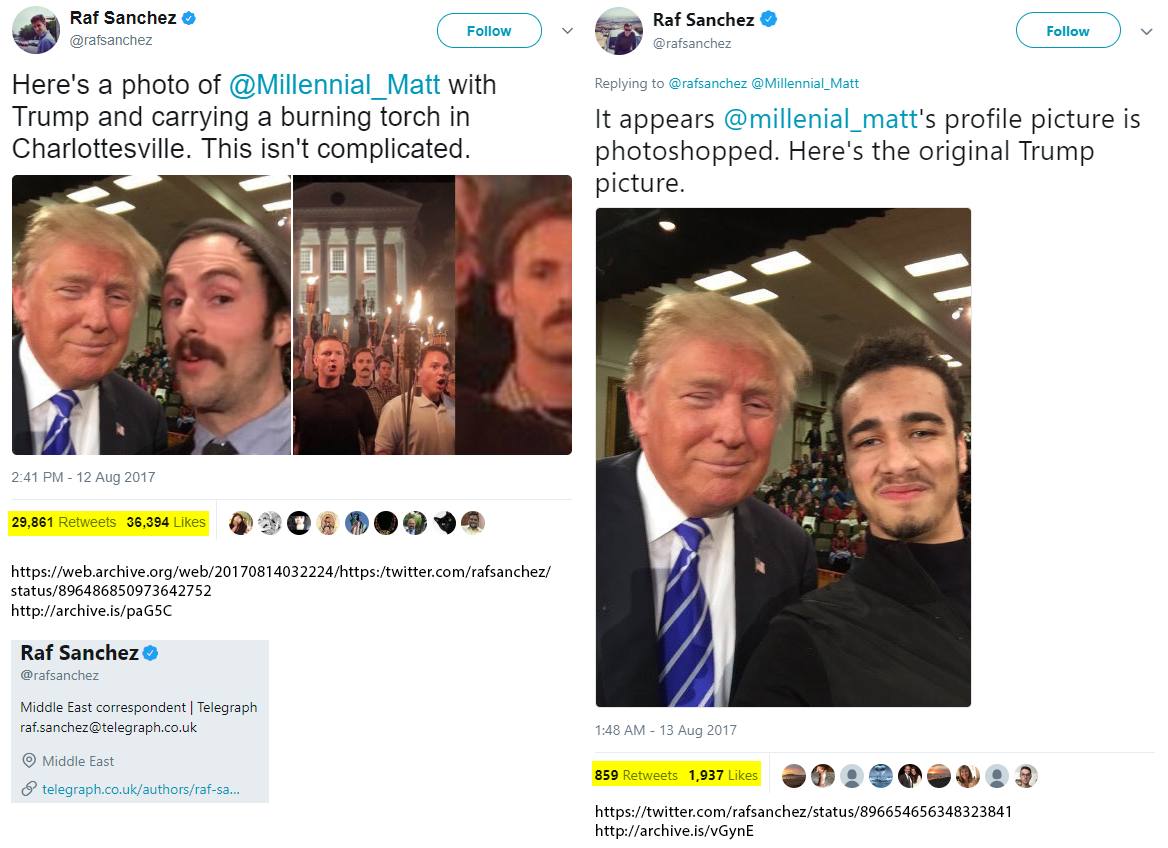 Raf Sanchez
@rafsanchez
Follow
Here's a photo of @Millennial_Matt with
Trump and carrying a burning torch in
Charlottesville. This isn't complicated.
2:41 PM - 12 Aug 2017
29,861 Retweets 36,394 Likes
https://web.archive.org/web/20170814032224/https:/twitter.com/rafsanchez/
status/896486850973642752
http://archive.is/paG5C
Raf Sanchez
@rafsanchez
Middle East correspondent | Telegraph
raf.sanchez@telegraph.co.uk
Middle East
telegraph.co.uk/authors/raf-sa...
Raf Sanchez
@rafsanchez
Follow
Replying to @rafsanchez @Millennial_Matt
It appears @millenial_matt's profile picture is
photoshopped. Here's the original Trump
picture.
1:48 AM - 13 Aug 2017
859 Retweets 1,937 Likes
https://twitter.com/rafsanchez/status/896654656348323841
http://archive.is/vGynE